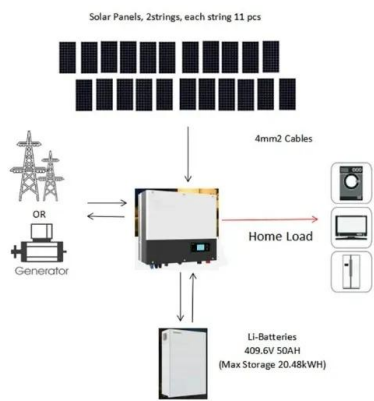 Solar Panels, 2strings, each string 11 pcs
4mm2 Cables
OR
Generator
Home Load
Li-Batteries
409.6V 50AH
(Max Storage 20.48kWH)